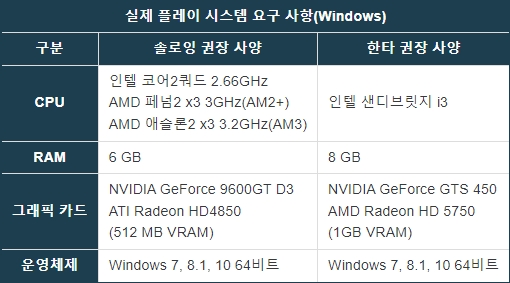 실제 플레이 시스템 요구 사항(Windows)
구분 솔로잉 권장 사양 한타 권장 사양
CPU
인텔 코어2쿼드 2.66GHz
AMD 페넘2 x3 3GHz(AM2+)
AMD 애슬론2 x3 3.2GHz(AM3)
인텔 샌디브릿지 i3
RAM 6 GB 8 GB
그래픽 카드
NVIDIA GeForce 9600GT D3
ATI Radeon HD4850
(512 MB VRAM)
NVIDIA GeForce GTS 450
AMD Radeon HD 5750
(1GB VRAM)
운영체제 Windows 7, 8.1, 10 64비트 Windows 7, 8.1, 10 64비트